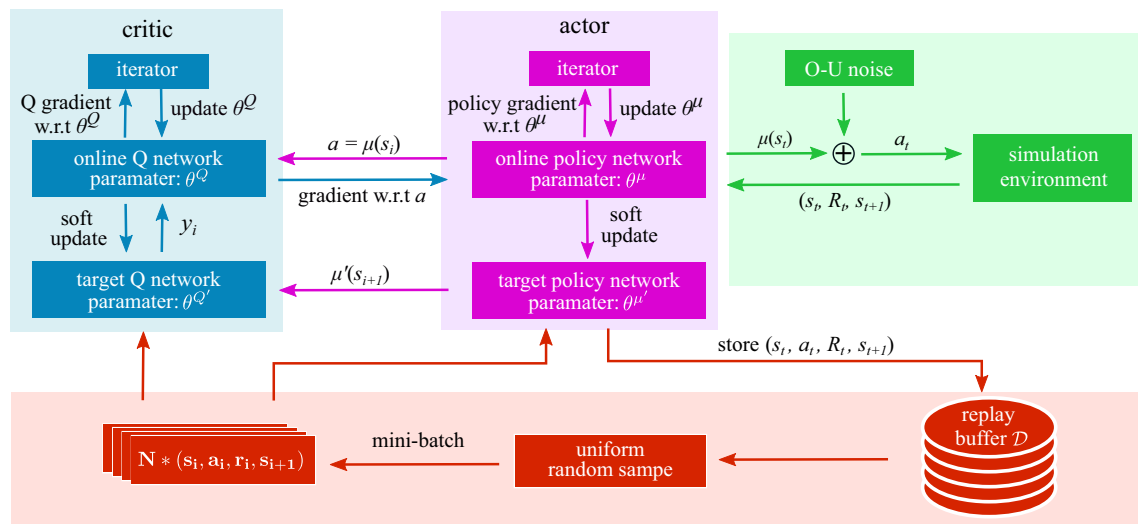 critic
iterator
Q gradient
w.r.t θ^Q
update θ^Q
online Q network
paramater: θ^Q
soft
update
y_i
target Q network
paramater: θ^{Q'}
a = μ(s_i)
gradient w.r.t a
μ'(s_{i+1})
actor
iterator
policy gradient
w.r.t θ^μ
update θ^μ
online policy network
paramater: θ^μ
soft
update
target policy network
paramater: θ^{μ'}
O-U noise
μ(s_t)
a_t
(s_t, R_t, s_{t+1})
simulation
environment
store (s_t, a_t, R_t, s_{t+1})
N * (s_i, a_i, r_i, s_{i+1})
mini-batch
uniform
random sampe
replay
buffer 𝒟